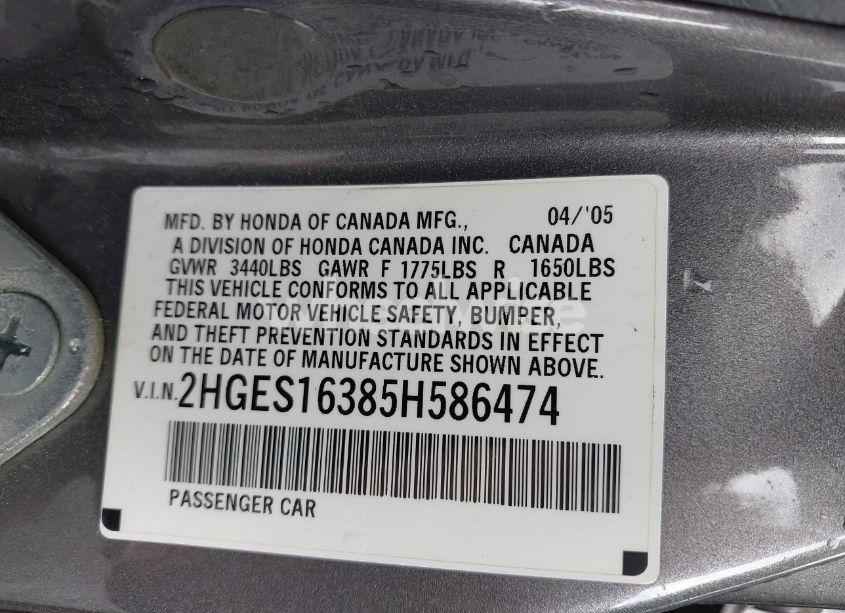 MFD. BY HONDA OF CANADA MFG., 04/'05
A DIVISION OF HONDA CANADA INC. CANADA
GVWR 3440LBS GAWR F 1775LBS R 1650LBS
THIS VEHICLE CONFORMS TO ALL APPLICABLE
FEDERAL MOTOR VEHICLE SAFETY, BUMPER,
AND THEFT PREVENTION STANDARDS IN EFFECT
ON THE DATE OF MANUFACTURE SHOWN ABOVE.
V.I.N. 2HGES16385H586474
PASSENGER CAR